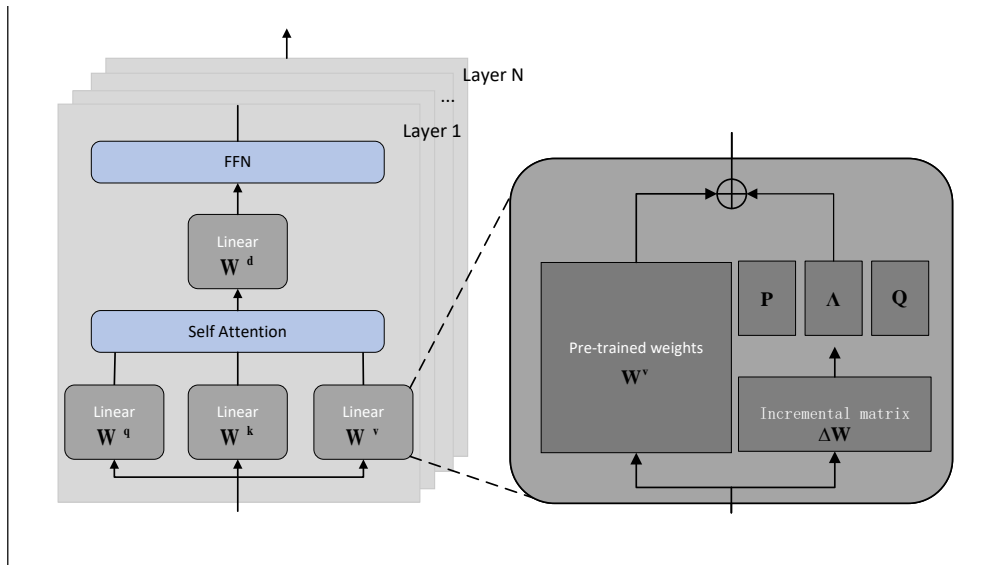 Layer N
...
Layer 1
FFN
Linear
W d
Self Attention
Linear
W q
Linear
W k
Linear
W v
Pre-trained weights
W v
P
Λ
Q
Incremental matrix
ΔW